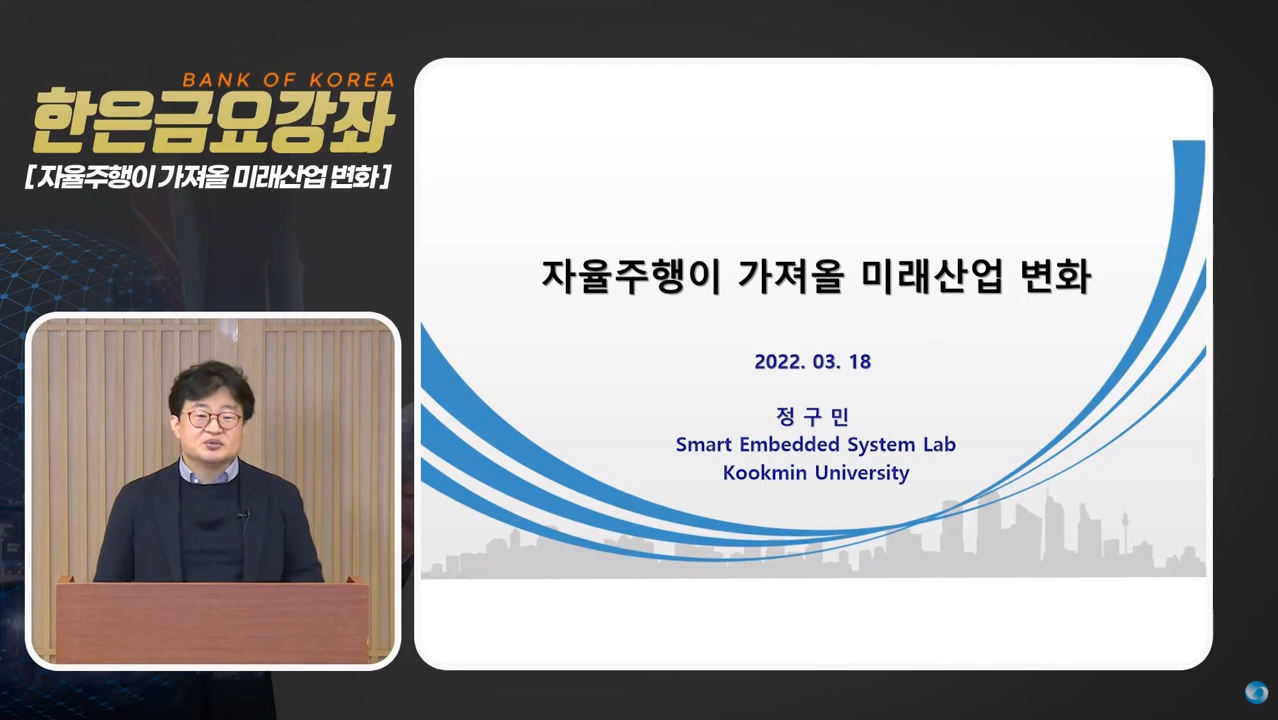 BANK OF KOREA
한은금요강좌
[ 자율주행이 가져올 미래산업 변화 ]
자율주행이 가져올 미래산업 변화
2022. 03. 18
정 구 민
Smart Embedded System Lab
Kookmin University